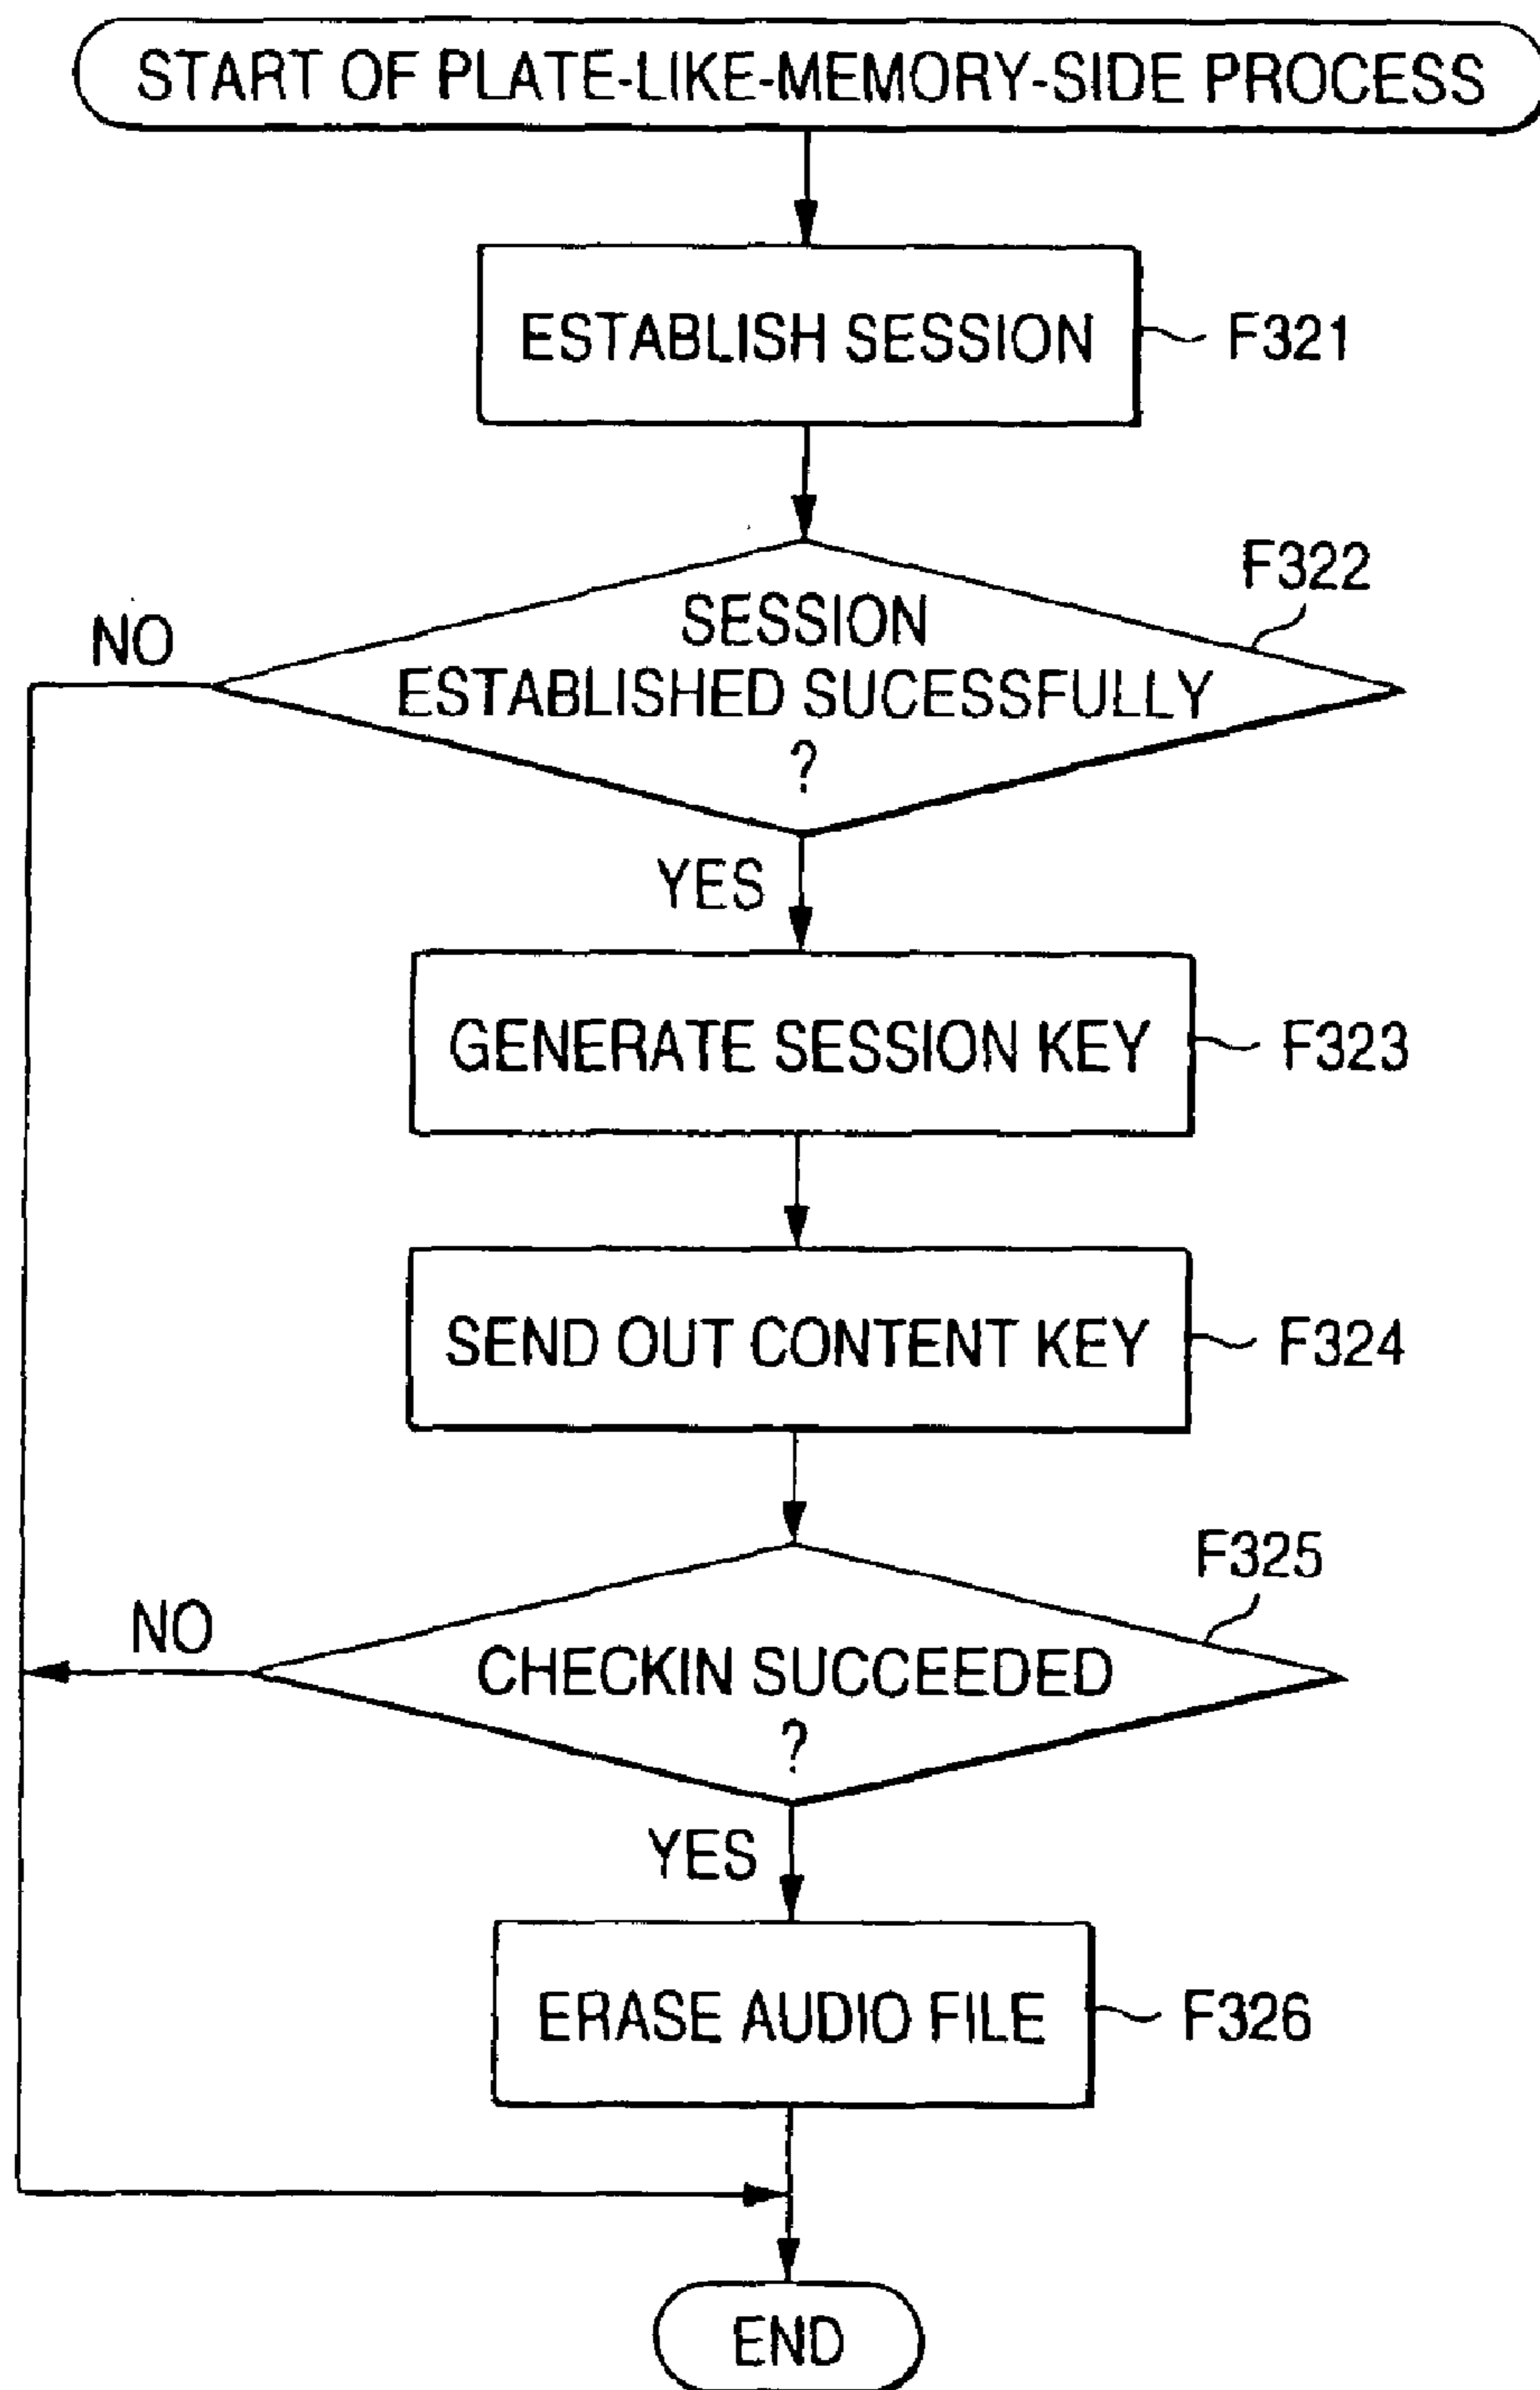 START OF PLATE-LIKE-MEMORY-SIDE PROCESS
ESTABLISH SESSION
F321
F322
SESSION
ESTABLISHED SUCESSFULLY
?
NO
YES
GENERATE SESSION KEY
F323
SEND OUT CONTENT KEY
F324
F325
CHECKIN SUCCEEDED
?
NO
YES
ERASE AUDIO FILE
F326
END